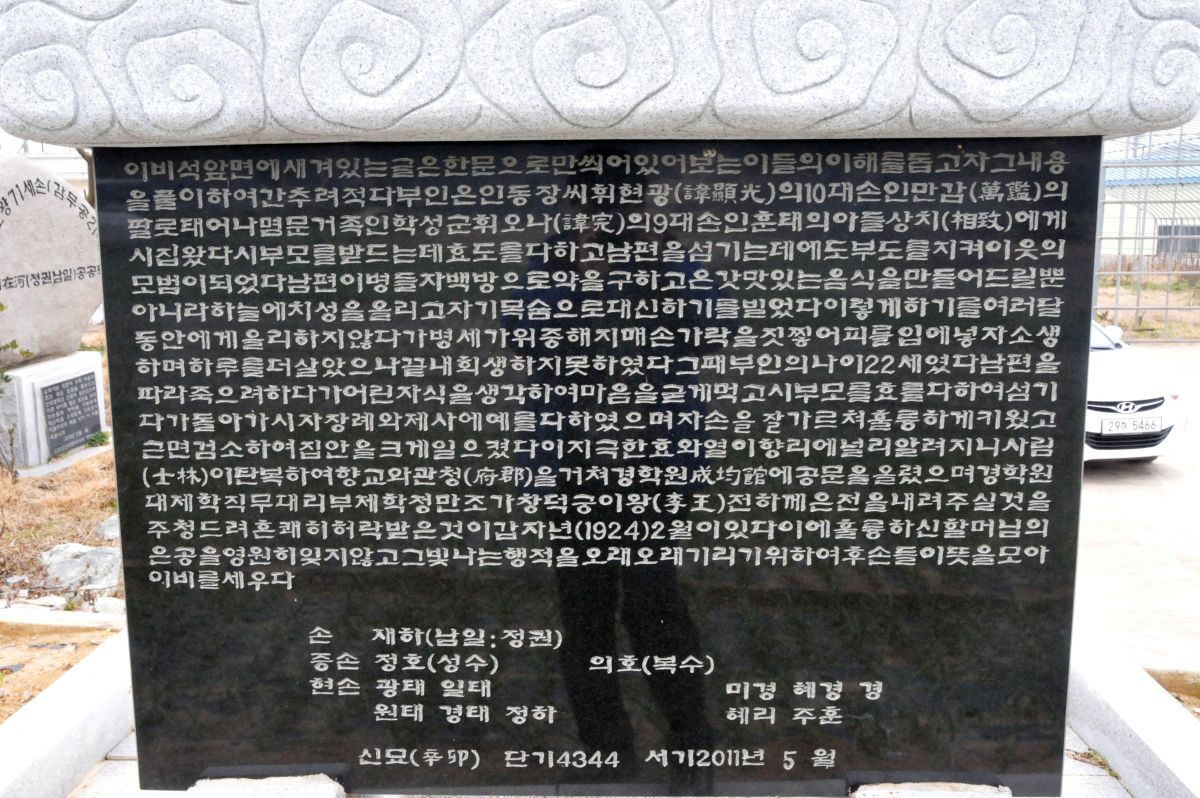 이비석앞면에새겨있는글은한문으로만씌어있어보는이들의이해를돕고자그내용
을풀이하여간추려적다부인은인동장씨휘현광(諱顯光)의10대손인만감(萬鑑)의
딸로태어나명문거족인학성군휘오나(諱完)의9대손인훈태의아들상치(相致)에게
시집왔다시부모를받드는데효도를다하고남편을섬기는데에도부도를지켜이웃의
모범이되었다남편이병들자백방으로약을구하고온갓맛있는음식을만들어드릴뿐
아니라하늘에치성을올리고자기목숨으로대신하기를빌었다이렇게하기를여러달
동안에게을리하지않다가병세가위중해지매손가락을짓찧어피를입에넣자소생
하며하루를더살았으나끝내회생하지못하였다그때부인의나이22세였다남편을
따라죽으려하다가어린자식을생각하여마음을굳게먹고시부모를효를다하여섬기
다가돌아가시자장례와제사에예를다하였으며자손을잘가르쳐훌륭하게키웠고
근면검소하여집안을크게일으켰다이지극한효와열이향리에널리알려지니사림
(士林)이탄복하여향교와관청(府郡)을거쳐경학원成均館에공문을올렸으며경학원
대제학직무대리부제학정만조가창덕궁이왕(李王)전하께은전을내려주실것을
주청드려흔쾌히허락받은것이갑자년(1924)2월이있다이에훌륭하신할머님의
은공을영원히잊지않고그빛나는행적을오래오래기리기위하여후손들이뜻을모아
이비를세우다
손 재하(남일:정권)
증손 정호(성수) 의호(복수)
현손 광태 일태 미경 혜경 경
원태 경태 정하 혜리 주훈
신묘(辛卯) 단기4344 서기2011년 5 월
광기세손(김무공
在河(정권남일)공공
29허 5466
HYUNDAI